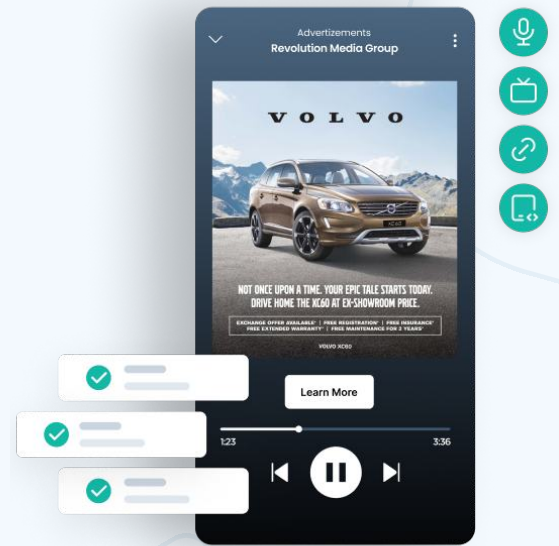 Advertizements
Revolution Media Group
VOLVO
NOT ONCE UPON A TIME. YOUR EPIC TALE STARTS TODAY.
DRIVE HOME THE XC60 AT EX-SHOWROOM PRICE.
EXCHANGE OFFER AVAILABLE* | FREE REGISTRATION* | FREE INSURANCE*
FREE EXTENDED WARRANTY* | FREE MAINTENANCE FOR 3 YEARS*
VOLVO XC60
Learn More
1:23
3:36